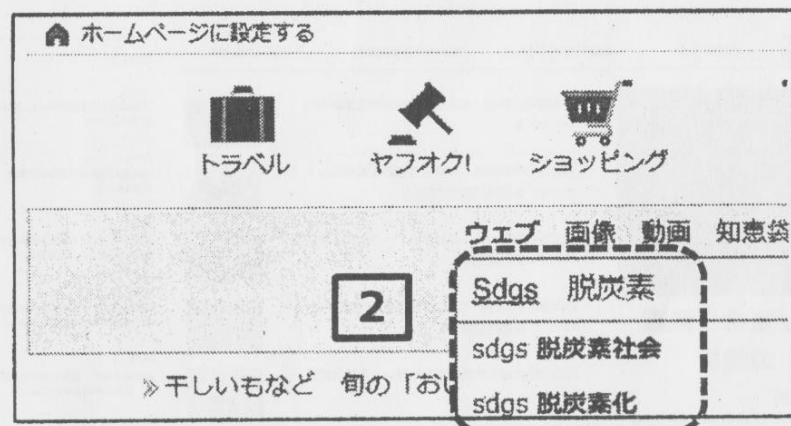 ホームページに設定する
トラベル ヤフオク! ショッピング
ウェブ 画像 動画 知恵袋
Sdgs 脱炭素
2
sdgs 脱炭素社会
»干しいもなど 旬の「おい
sdgs 脱炭素化